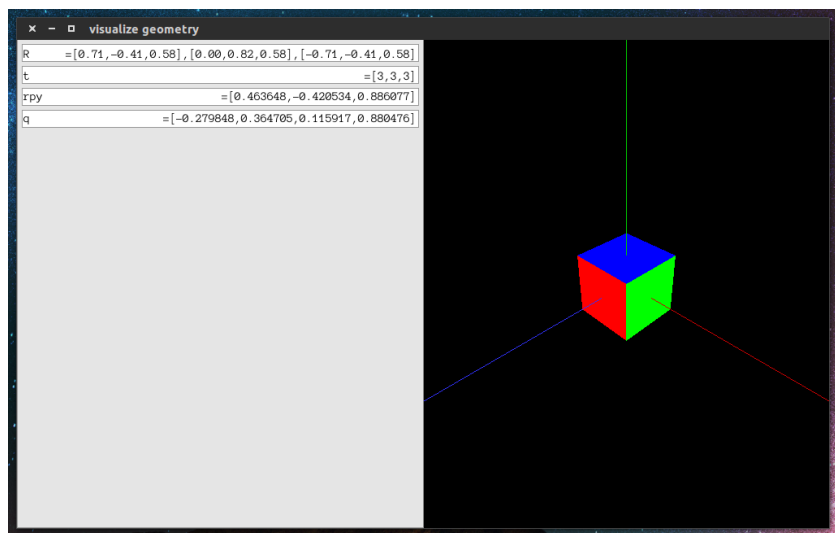 visualize geometry
R =[0.71,-0.41,0.58],[0.00,0.82,0.58],[-0.71,-0.41,0.58]
t =[3,3,3]
rpy =[0.463648,-0.420534,0.886077]
q =[-0.279848,0.364705,0.115917,0.880476]